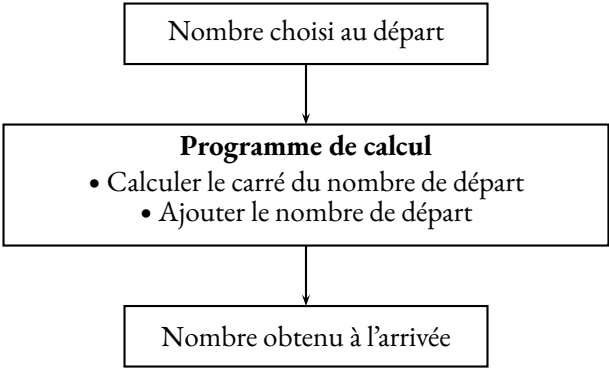 Nombre choisi au départ
Programme de calcul
• Calculer le carré du nombre de départ
• Ajouter le nombre de départ
Nombre obtenu à l’arrivée